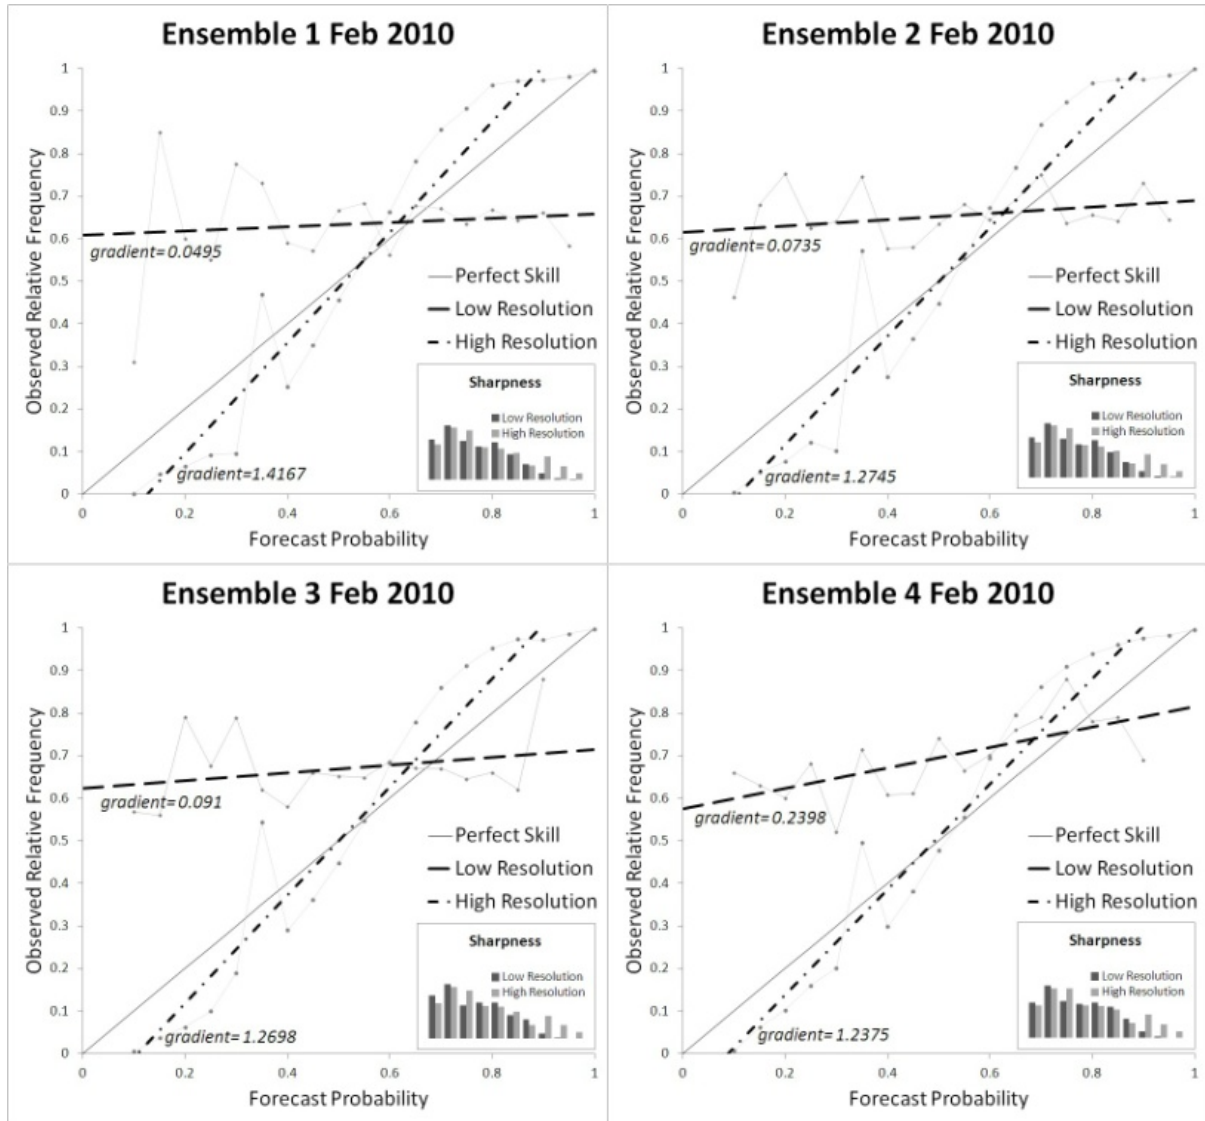 Ensemble 1 Feb 2010
Observed Relative Frequency
1
0.9
0.8
0.7
0.6
0.5
0.4
0.3
0.2
0.1
0
gradient= 0.0495
gradient=1.4167
Perfect Skill
Low Resolution
High Resolution
Sharpness
Low Resolution
High Resolution
0 0.2 0.4 0.6 0.8 1
Forecast Probability
Ensemble 2 Feb 2010
Observed Relative Frequency
1
0.9
0.8
0.7
0.6
0.5
0.4
0.3
0.2
0.1
0
gradient= 0.0735
gradient= 1.2745
Perfect Skill
Low Resolution
High Resolution
Sharpness
Low Resolution
High Resolution
0 0.2 0.4 0.6 0.8 1
Forecast Probability
Ensemble 3 Feb 2010
Observed Relative Frequency
1
0.9
0.8
0.7
0.6
0.5
0.4
0.3
0.2
0.1
0
gradient= 0.091
gradient= 1.2698
Perfect Skill
Low Resolution
High Resolution
Sharpness
Low Resolution
High Resolution
0 0.2 0.4 0.6 0.8 1
Forecast Probability
Ensemble 4 Feb 2010
Observed Relative Frequency
1
0.9
0.8
0.7
0.6
0.5
0.4
0.3
0.2
0.1
0
gradient= 0.2398
gradient= 1.2375
Perfect Skill
Low Resolution
High Resolution
Sharpness
Low Resolution
High Resolution
0 0.2 0.4 0.6 0.8 1
Forecast Probability